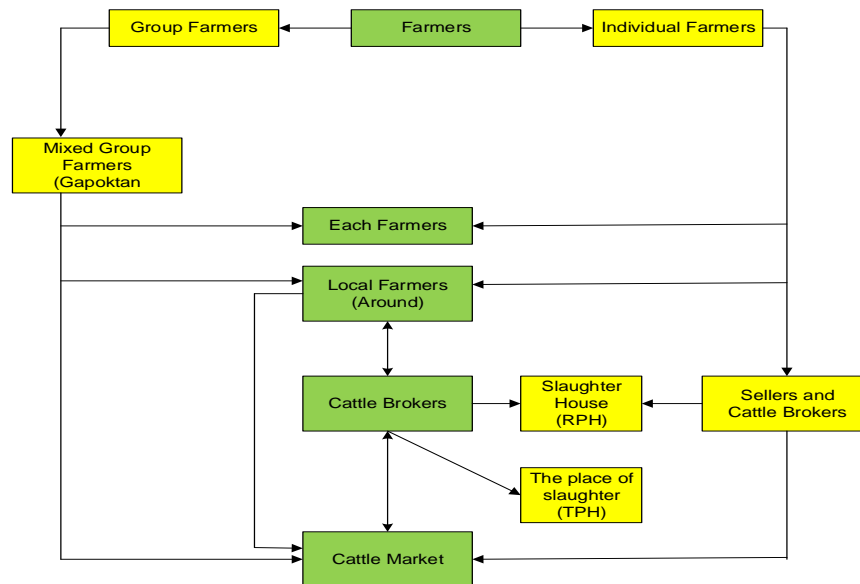 Group Farmers
Farmers
Individual Farmers
Mixed Group
Farmers
(Gapoktan
Each Farmers
Local Farmers
(Around)
Cattle Brokers
Slaughter
House
(RPH)
Sellers and
Cattle Brokers
The place of
slaughter
(TPH)
Cattle Market